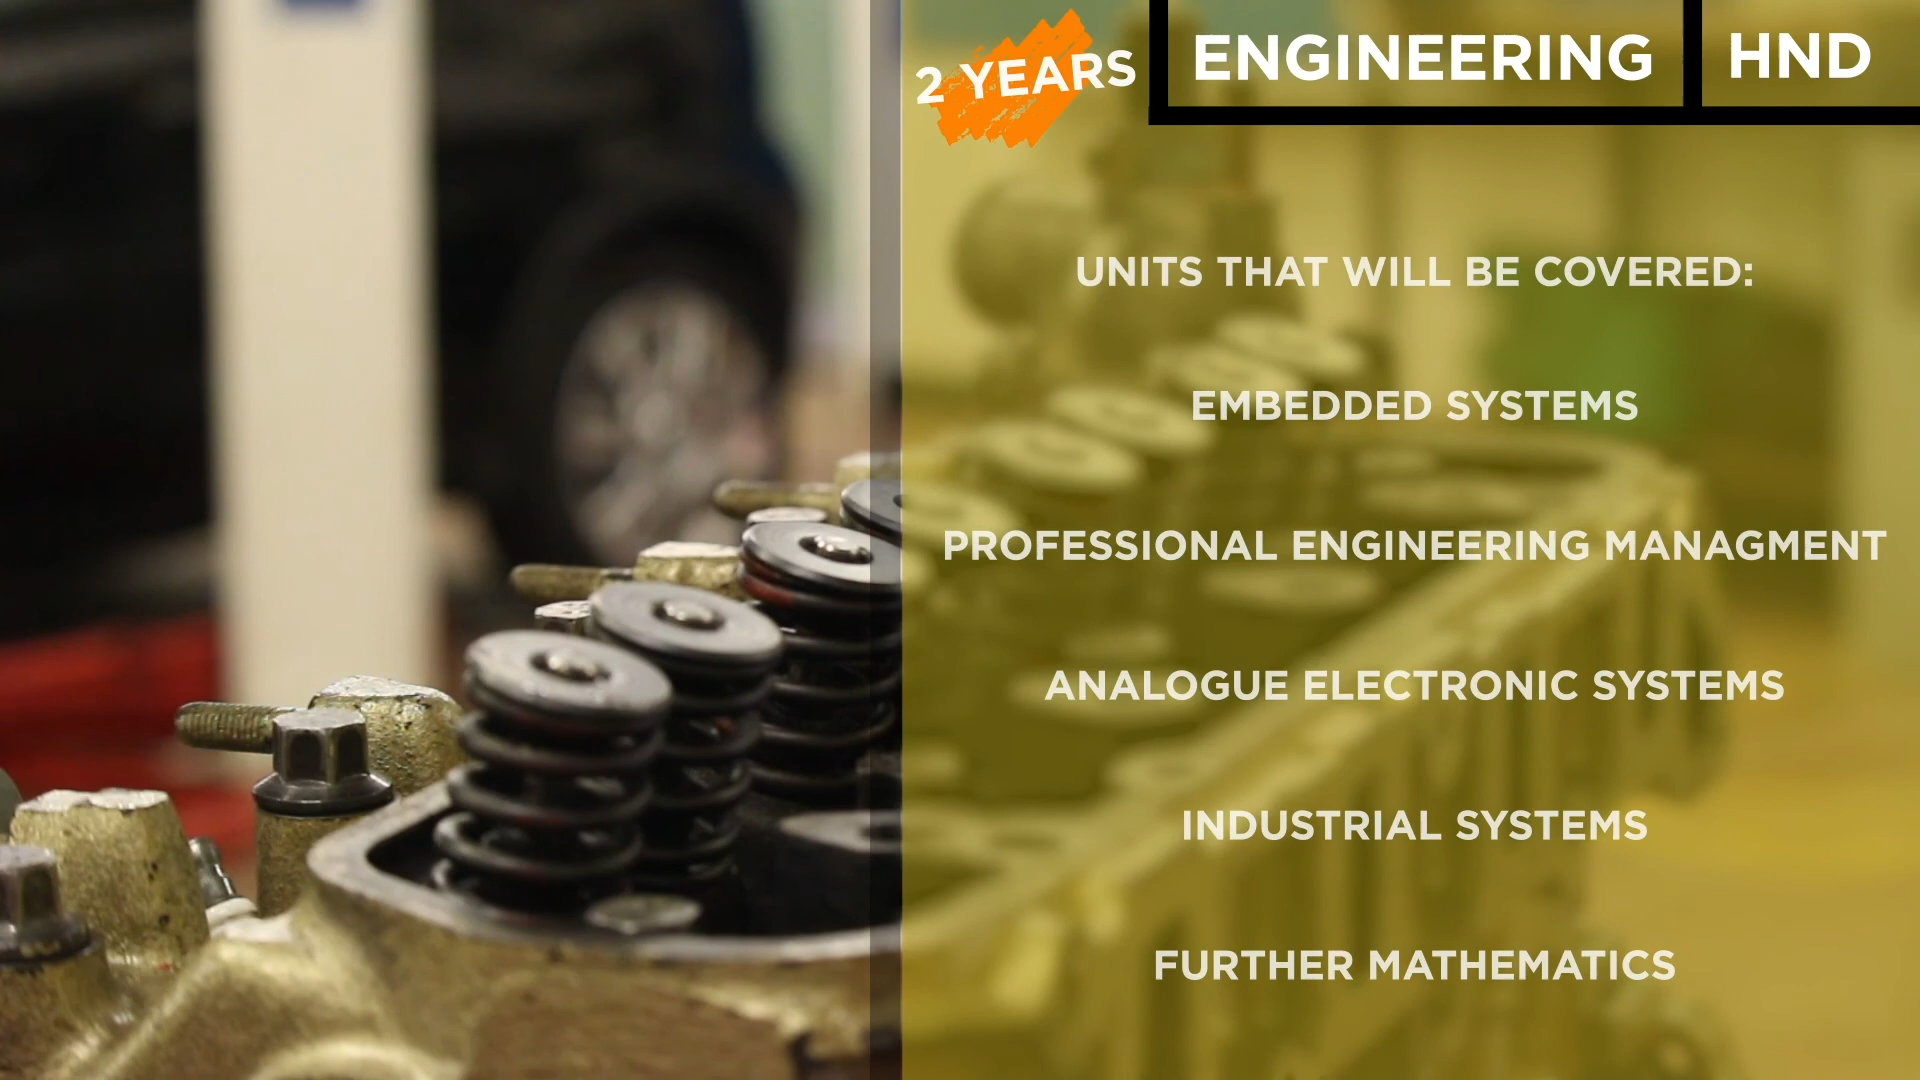 2 YEARS
ENGINEERING
HND
UNITS THAT WILL BE COVERED:
EMBEDDED SYSTEMS
PROFESSIONAL ENGINEERING MANAGMENT
ANALOGUE ELECTRONIC SYSTEMS
INDUSTRIAL SYSTEMS
FURTHER MATHEMATICS